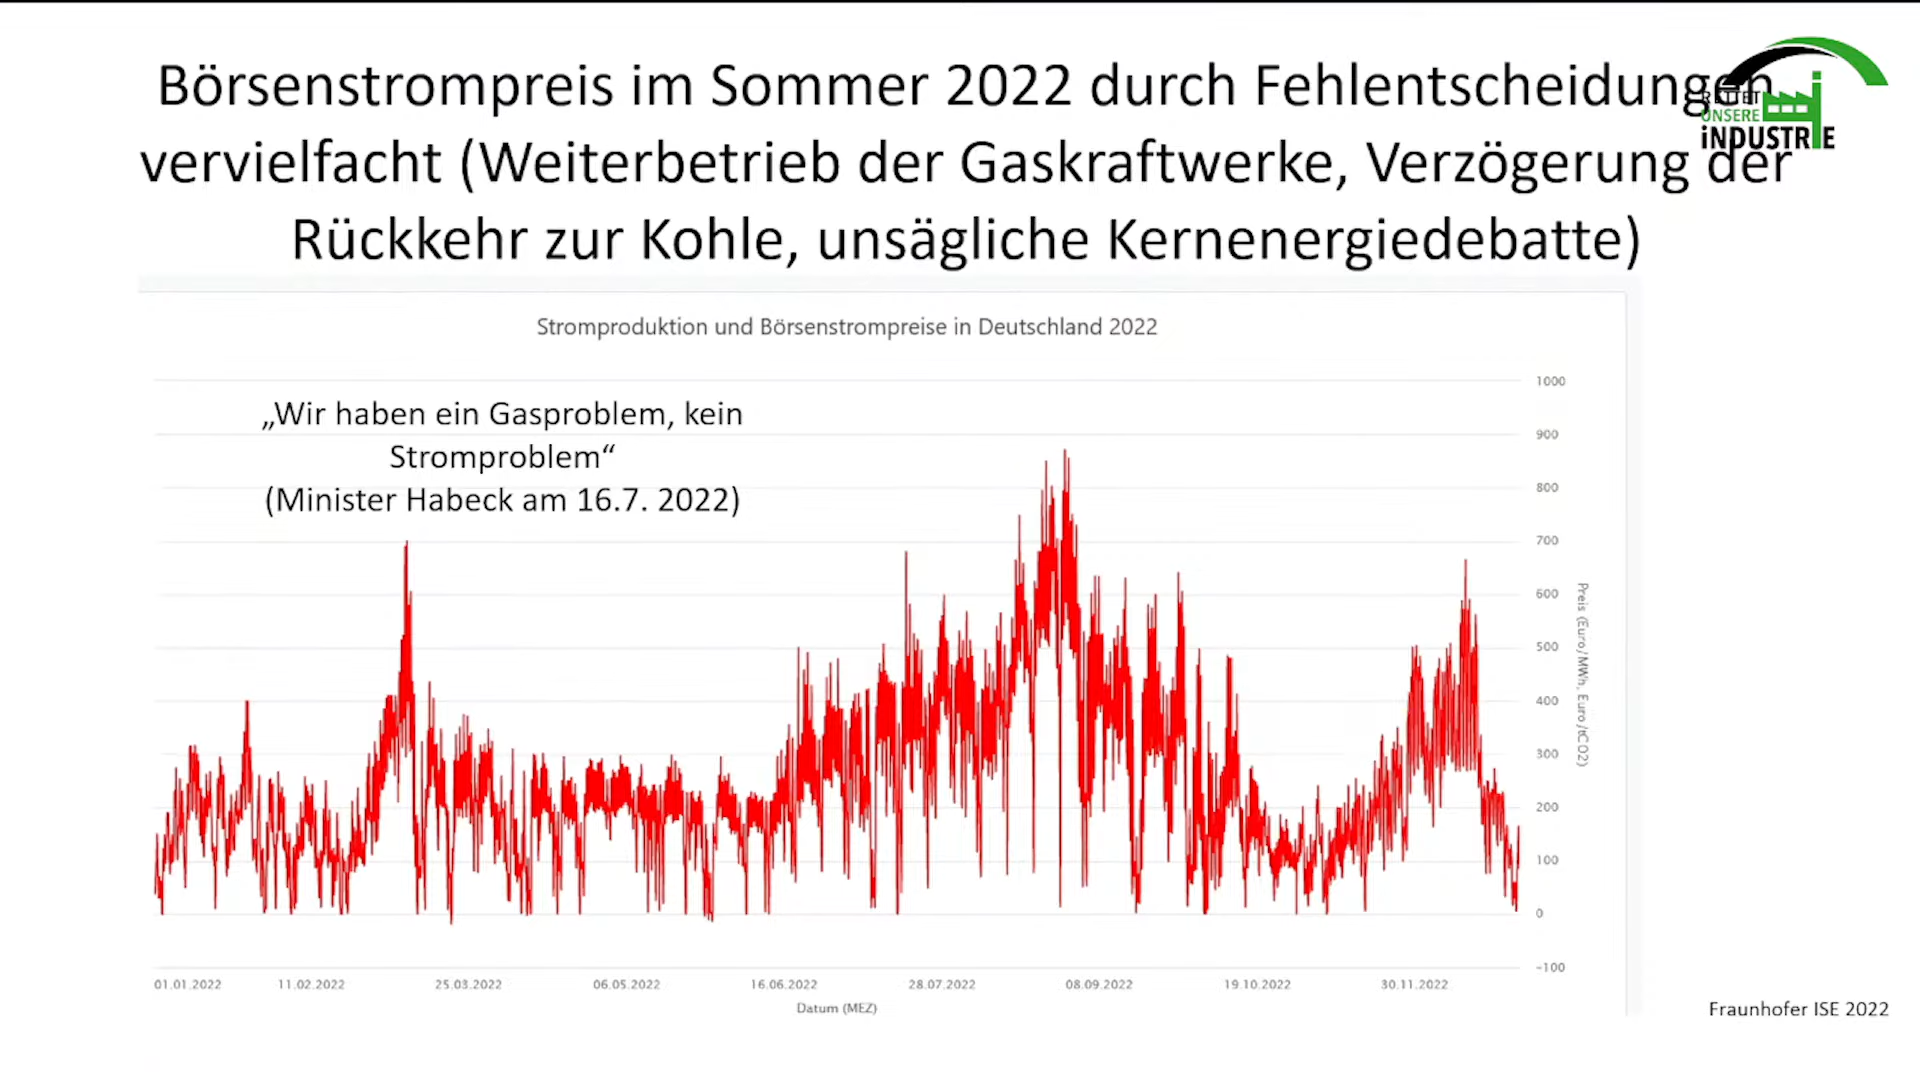 Börsenstrompreis im Sommer 2022 durch Fehlentscheidungen
vervielfacht (Weiterbetrieb der Gaskraftwerke, Verzögerung der
Rückkehr zur Kohle, unsägliche Kernenergiedebatte)
RETTET
UNSERE
iNDUSTRiE
Stromproduktion und Börsenstrompreise in Deutschland 2022
„Wir haben ein Gasproblem, kein
Stromproblem“
(Minister Habeck am 16.7. 2022)
1000
900
800
700
600
500
400
300
200
100
0
-100
Preis (Euro/MWh, Euro/tCO2)
01.01.2022 11.02.2022 25.03.2022 06.05.2022 16.06.2022 28.07.2022 08.09.2022 19.10.2022 30.11.2022
Datum (MEZ)
Fraunhofer ISE 2022